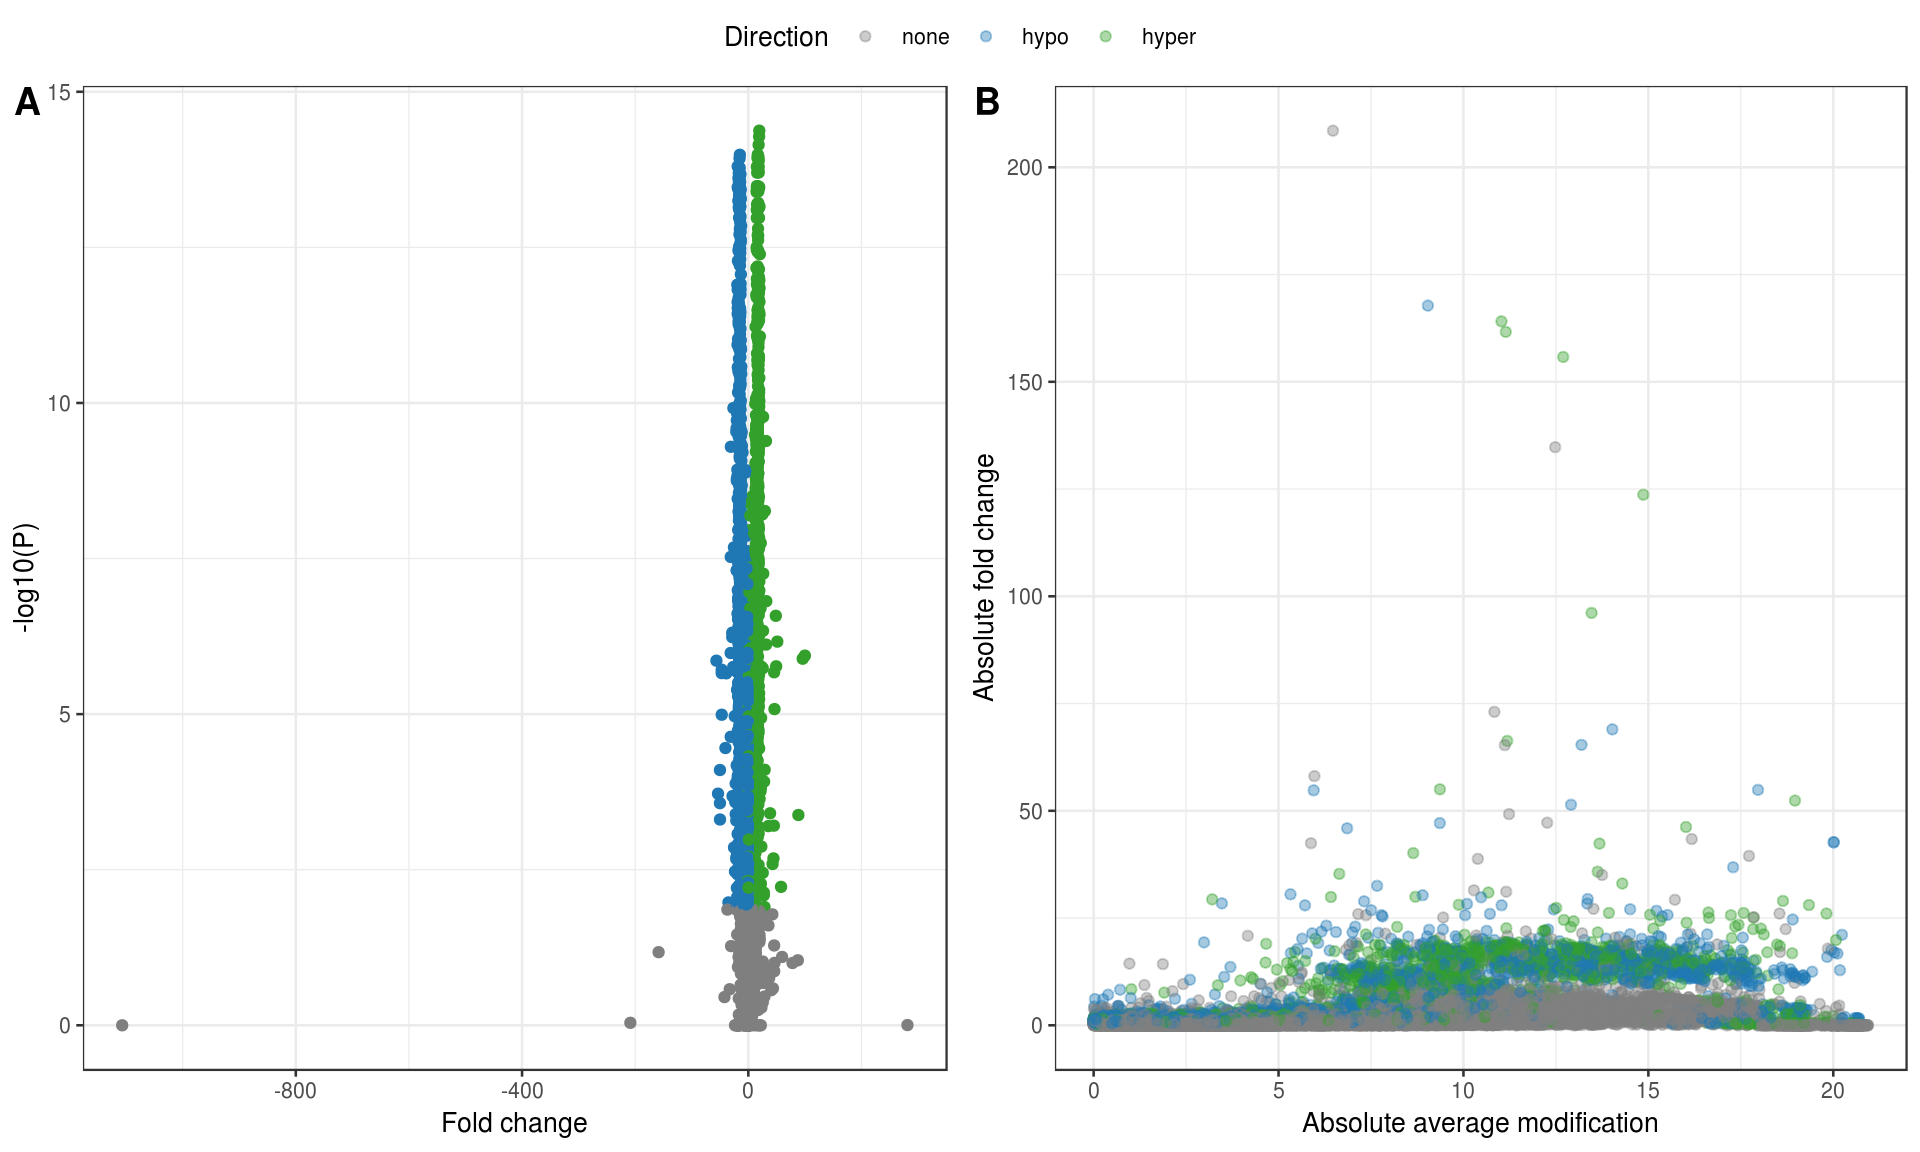 Direction none hypo hyper
A
15
10
5
0
-log10(P)
-800 -400 0
Fold change
B
200
150
100
50
0
Absolute fold change
0 5 10 15 20
Absolute average modification